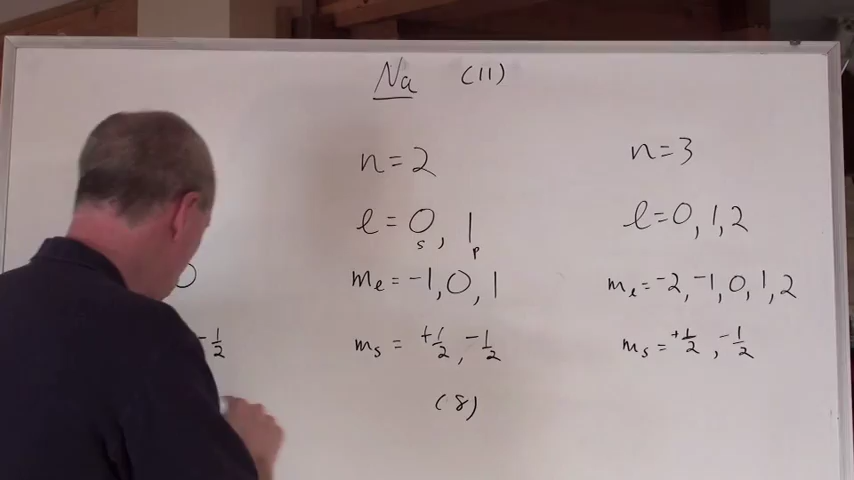 Na (11)
n=2
ℓ=0, 1
s p
mℓ=-1,0,1
ms = +1/2, -1/2
(8)
n=3
ℓ=0,1,2
mℓ=-2,-1,0,1,2
ms=+1/2,-1/2
0
-1/2